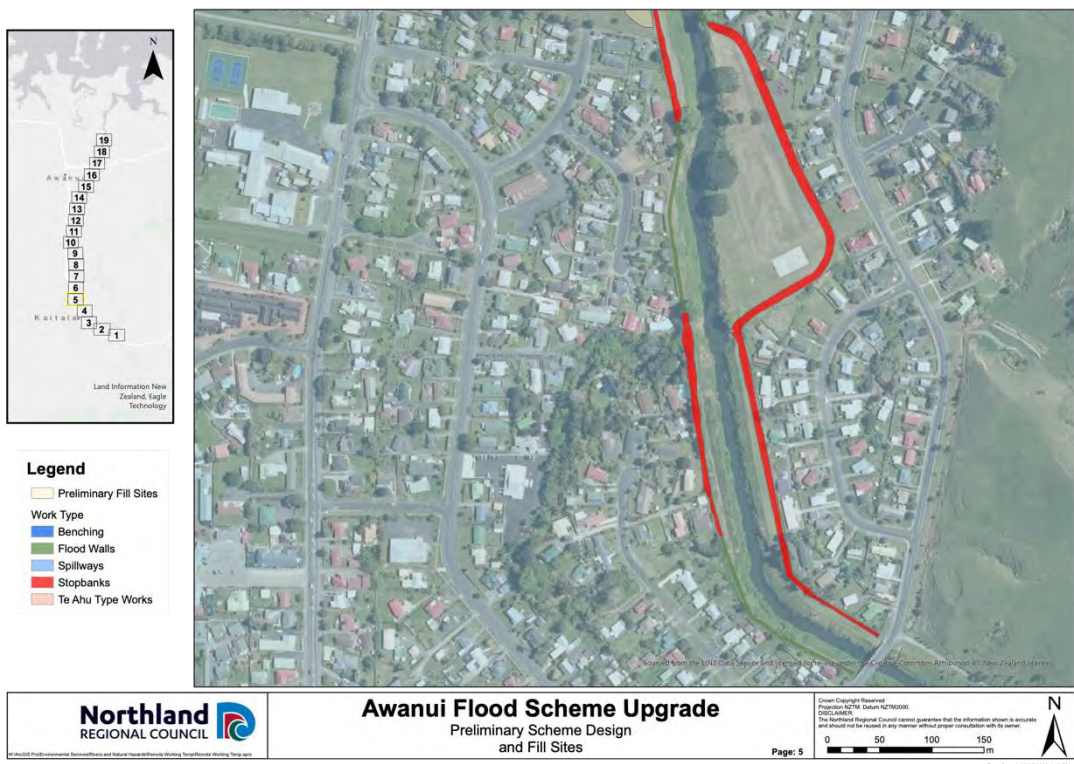 N
19
18
17
16
Awanu
15
14
13
12
11
10
9
8
7
6
5
Kaitaia
4
3
2
1
Land Information New
Zealand, Eagle
Technology
Legend
Preliminary Fill Sites
Work Type
Benching
Flood Walls
Spillways
Stopbanks
Te Ahu Type Works
Sourced from the LINZ Data Service and licensed for re-use under the Creative Commons Attribution 4.0 New Zealand licence
Northland
REGIONAL COUNCIL
Awanui Flood Scheme Upgrade
Preliminary Scheme Design
and Fill Sites
Page: 5
Crown Copyright Reserved.
Projection NZTM. Datum NZTM2000.
DISCLAIMER:
The Northland Regional Council cannot guarantee that the information shown is accurate
and should not be reused in any manner without proper consultation with its owner.
0 50 100 150
m
N